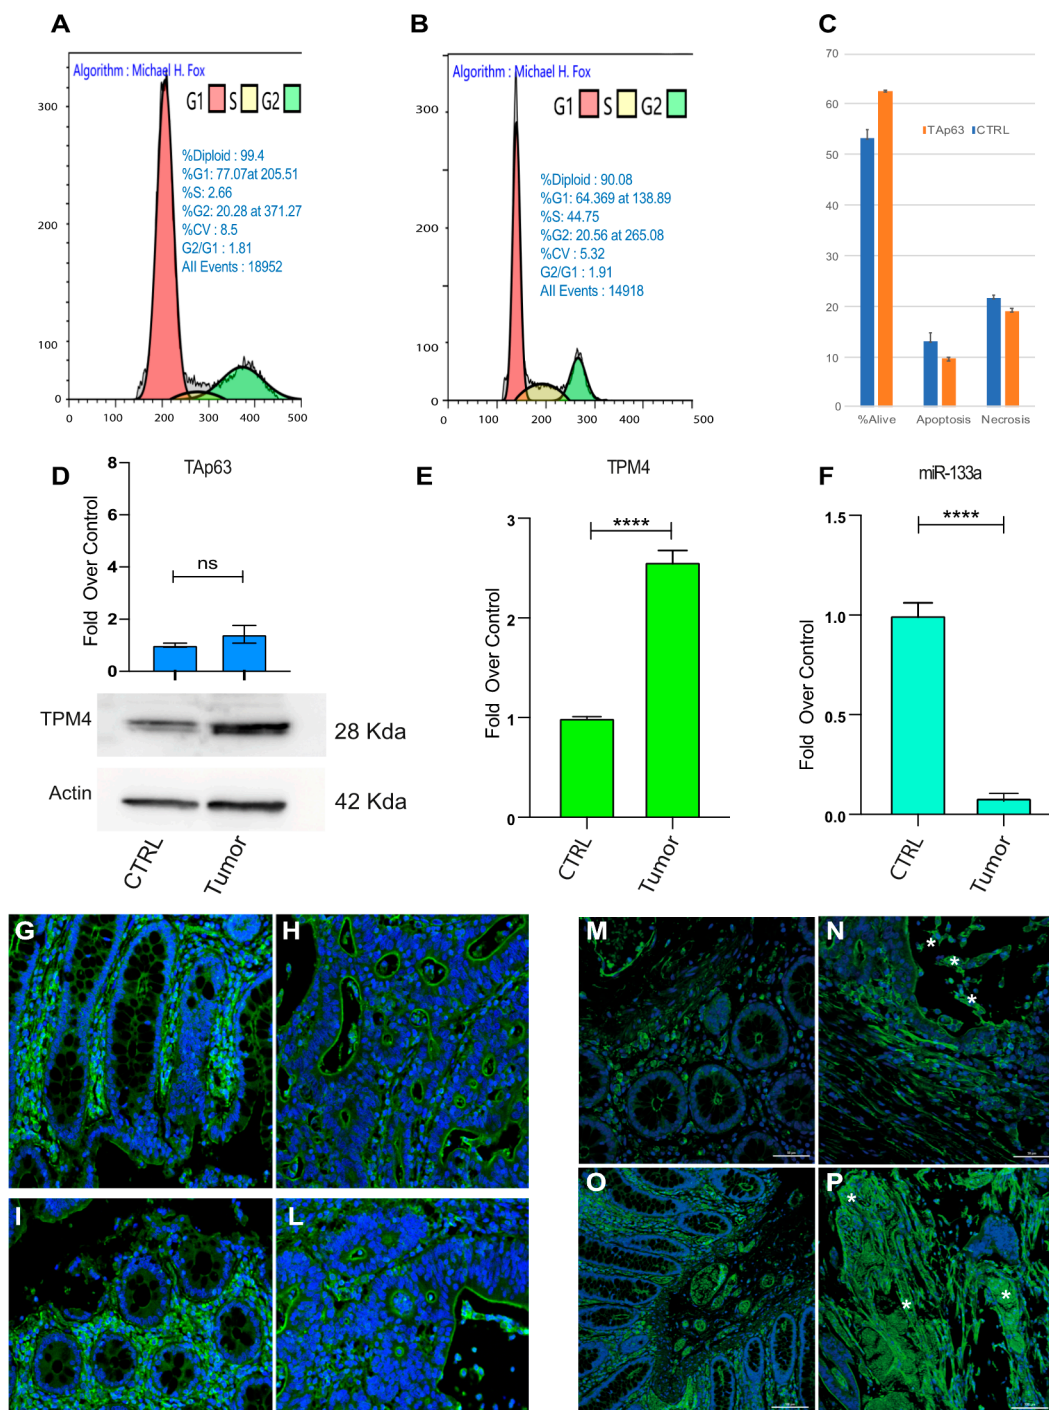 A
Algorithm : Michael H. Fox
G1 S G2
%Diploid : 99.4
%G1: 77.07at 205.51
%S: 2.66
%G2: 20.28 at 371.27
%CV : 8.5
G2/G1 : 1.81
All Events : 18952
300
200
100
0
0 100 200 300 400 500
B
Algorithm : Michael H. Fox
G1 S G2
%Diploid : 90.08
%G1: 64.369 at 138.89
%S: 44.75
%G2: 20.56 at 265.08
%CV : 5.32
G2/G1 : 1.91
All Events : 14918
300
200
100
0
0 100 200 300 400 500
C
70
60
50
40
30
20
10
0
TAp63 CTRL
%Alive Apoptosis Necrosis
D
TAp63
Fold Over Control
8
6
4
2
0
ns
TPM4
28 Kda
Actin
42 Kda
CTRL
Tumor
E
TPM4
Fold Over Control
3
2
1
0
****
CTRL
Tumor
F
miR-133a
Fold Over Control
1.5
1.0
0.5
0.0
****
CTRL
Tumor
G
H
I
L
M
N
* * *
O
P
* * *